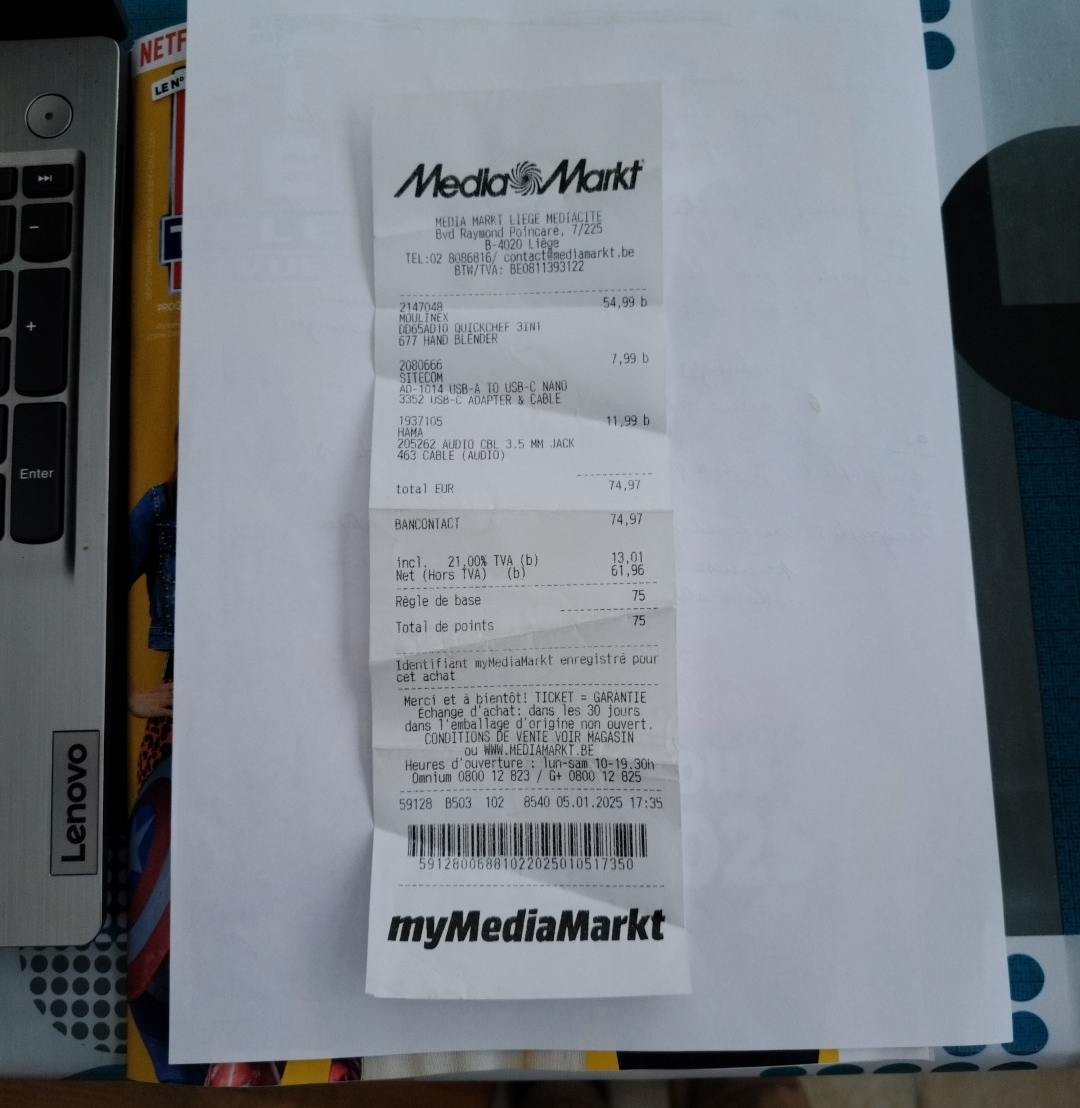 NETF
LE N°
Enter
Lenovo
Media Markt
MEDIA MARKT LIEGE MEDIACITE
Bvd Raymond Poincaré, 7/225
B-4020 Liège
TEL:02 8086816/ contact@mediamarkt.be
BTW/TVA: BE0811393122
2147048 54,99 b
MOULINEX
DD65AD10 QUICKCHEF 3IN1
677 HAND BLENDER
2080666 7,99 b
SITECOM
AD-1014 USB-A TO USB-C NANO
3352 USB-C ADAPTER & CABLE
1937105 11,99 b
HAMA
205262 AUDIO CBL 3.5 MM JACK
463 CABLE (AUDIO)
total EUR 74,97
BANCONTACT 74,97
incl. 21,00% TVA (b) 13,01
Net (Hors TVA) (b) 61,96
Règle de base 75
Total de points 75
Identifiant myMediaMarkt enregistré pour
cet achat
Merci et à bientôt! TICKET = GARANTIE
Échange d'achat: dans les 30 jours
dans l'emballage d'origine non ouvert.
CONDITIONS DE VENTE VOIR MAGASIN
ou WWW.MEDIAMARKT.BE
Heures d'ouverture : lun-sam 10-19.30h
Omnium 0800 12 823 / G+ 0800 12 825
59128 B503 102 8540 05.01.2025 17:35
5912800688102202501051735​0
myMediaMarkt